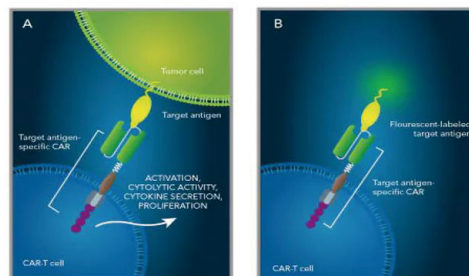 A
Tumor cell
Target antigen
Target antigen-
specific CAR
ACTIVATION,
CYTOLYTIC ACTIVITY,
CYTOKINE SECRETION,
PROLIFERATION
CAR-T cell
B
Flourescent-labeled
target antigen
Target antigen-
specific CAR
CAR-T cell